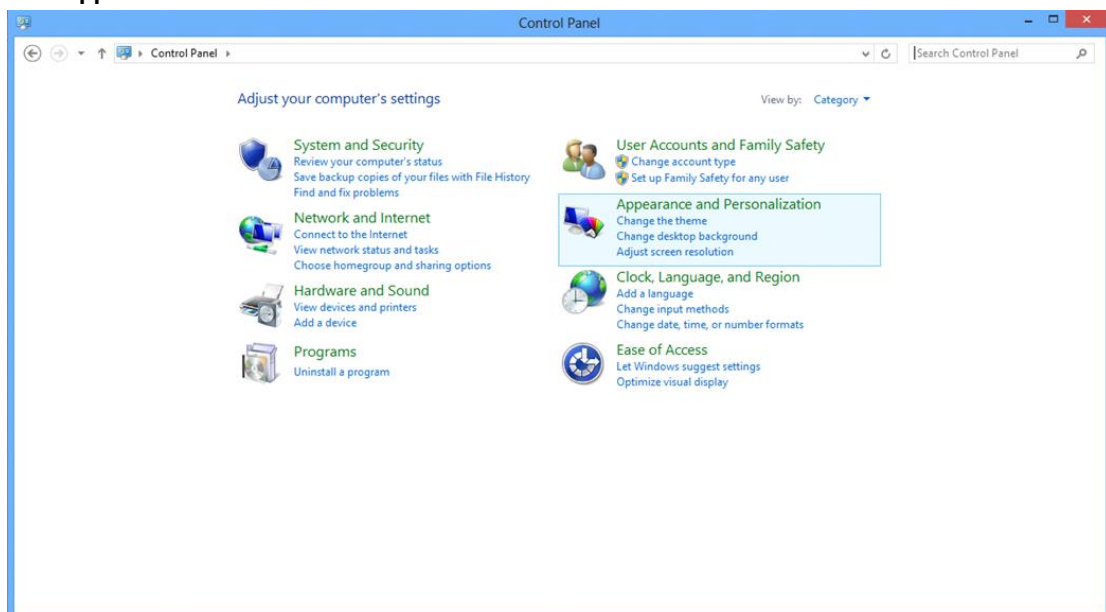 Control Panel
Control Panel
Search Control Panel
Adjust your computer's settings
View by: Category
System and Security
Review your computer's status
Save backup copies of your files with File History
Find and fix problems
Network and Internet
Connect to the Internet
View network status and tasks
Choose homegroup and sharing options
Hardware and Sound
View devices and printers
Add a device
Programs
Uninstall a program
User Accounts and Family Safety
Change account type
Set up Family Safety for any user
Appearance and Personalization
Change the theme
Change desktop background
Adjust screen resolution
Clock, Language, and Region
Add a language
Change input methods
Change date, time, or number formats
Ease of Access
Let Windows suggest settings
Optimize visual display